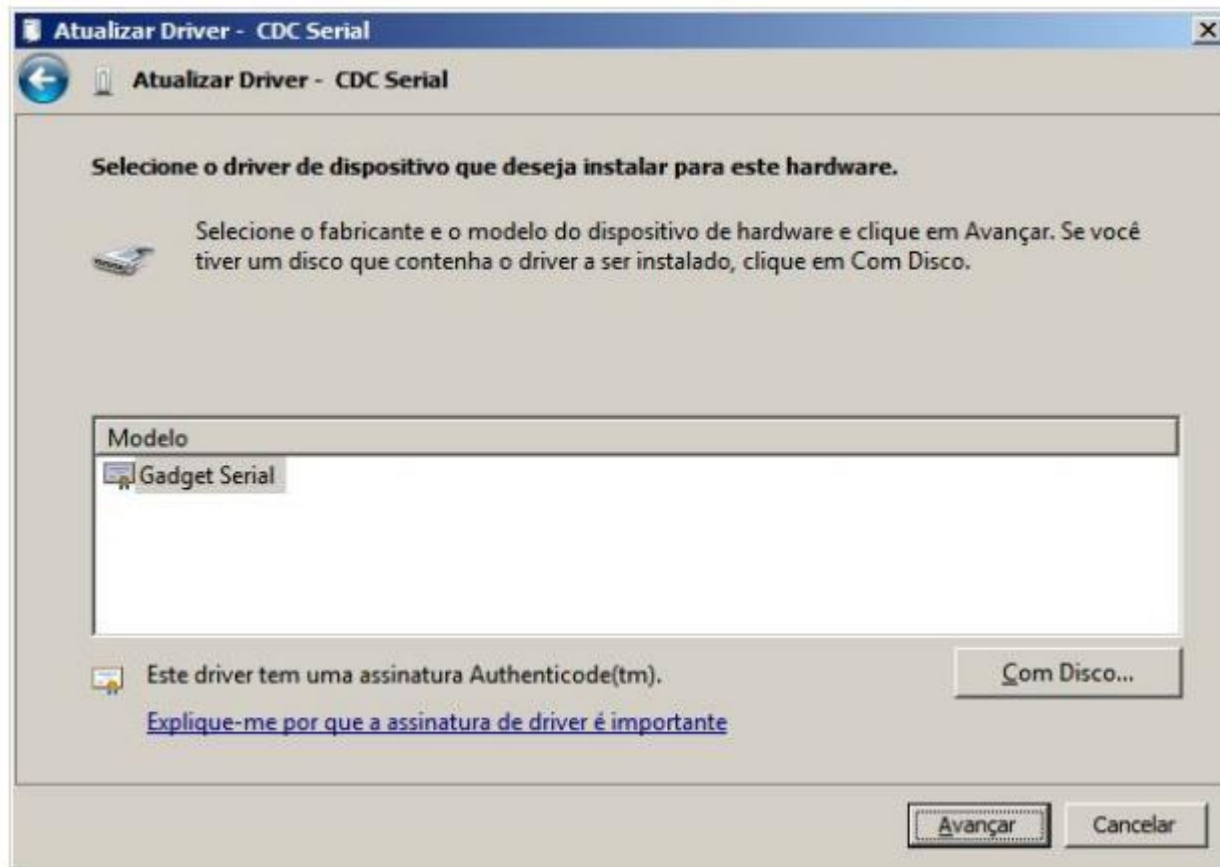 Atualizar Driver - CDC Serial
Atualizar Driver - CDC Serial
Selecione o driver de dispositivo que deseja instalar para este hardware.
Selecione o fabricante e o modelo do dispositivo de hardware e clique em Avançar. Se você
tiver um disco que contenha o driver a ser instalado, clique em Com Disco.
Modelo
Gadget Serial
Este driver tem uma assinatura Authenticode(tm).
Com Disco...
Explique-me por que a assinatura de driver é importante
Avançar
Cancelar